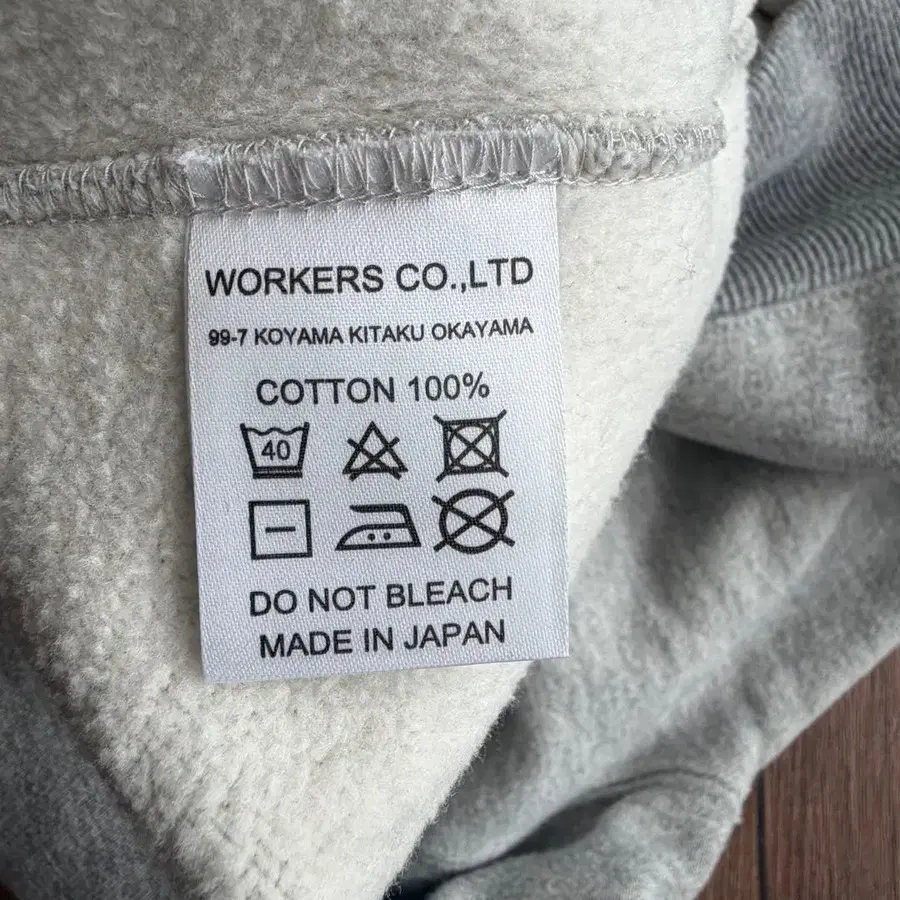 WORKERS CO.,LTD
99-7 KOYAMA KITAKU OKAYAMA
COTTON 100%
40
DO NOT BLEACH
MADE IN JAPAN